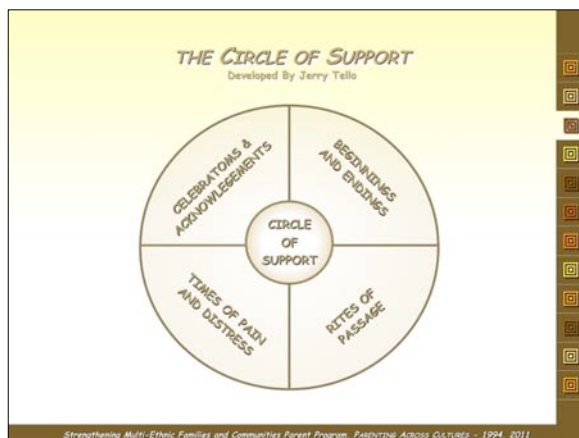 THE CIRCLE OF SUPPORT
Developed By Jerry Tello
CELEBRATOMS &
ACKNOWLEGEMENTS
BEGINNINGS
AND ENDINGS
CIRCLE
OF
SUPPORT
TIMES OF PAIN
AND DISTRESS
RITES OF
PASSAGE
Strengthening Multi-Ethnic Families and Communities Parent Program. PARENTING ACROSS CULTURES - 1994, 2011